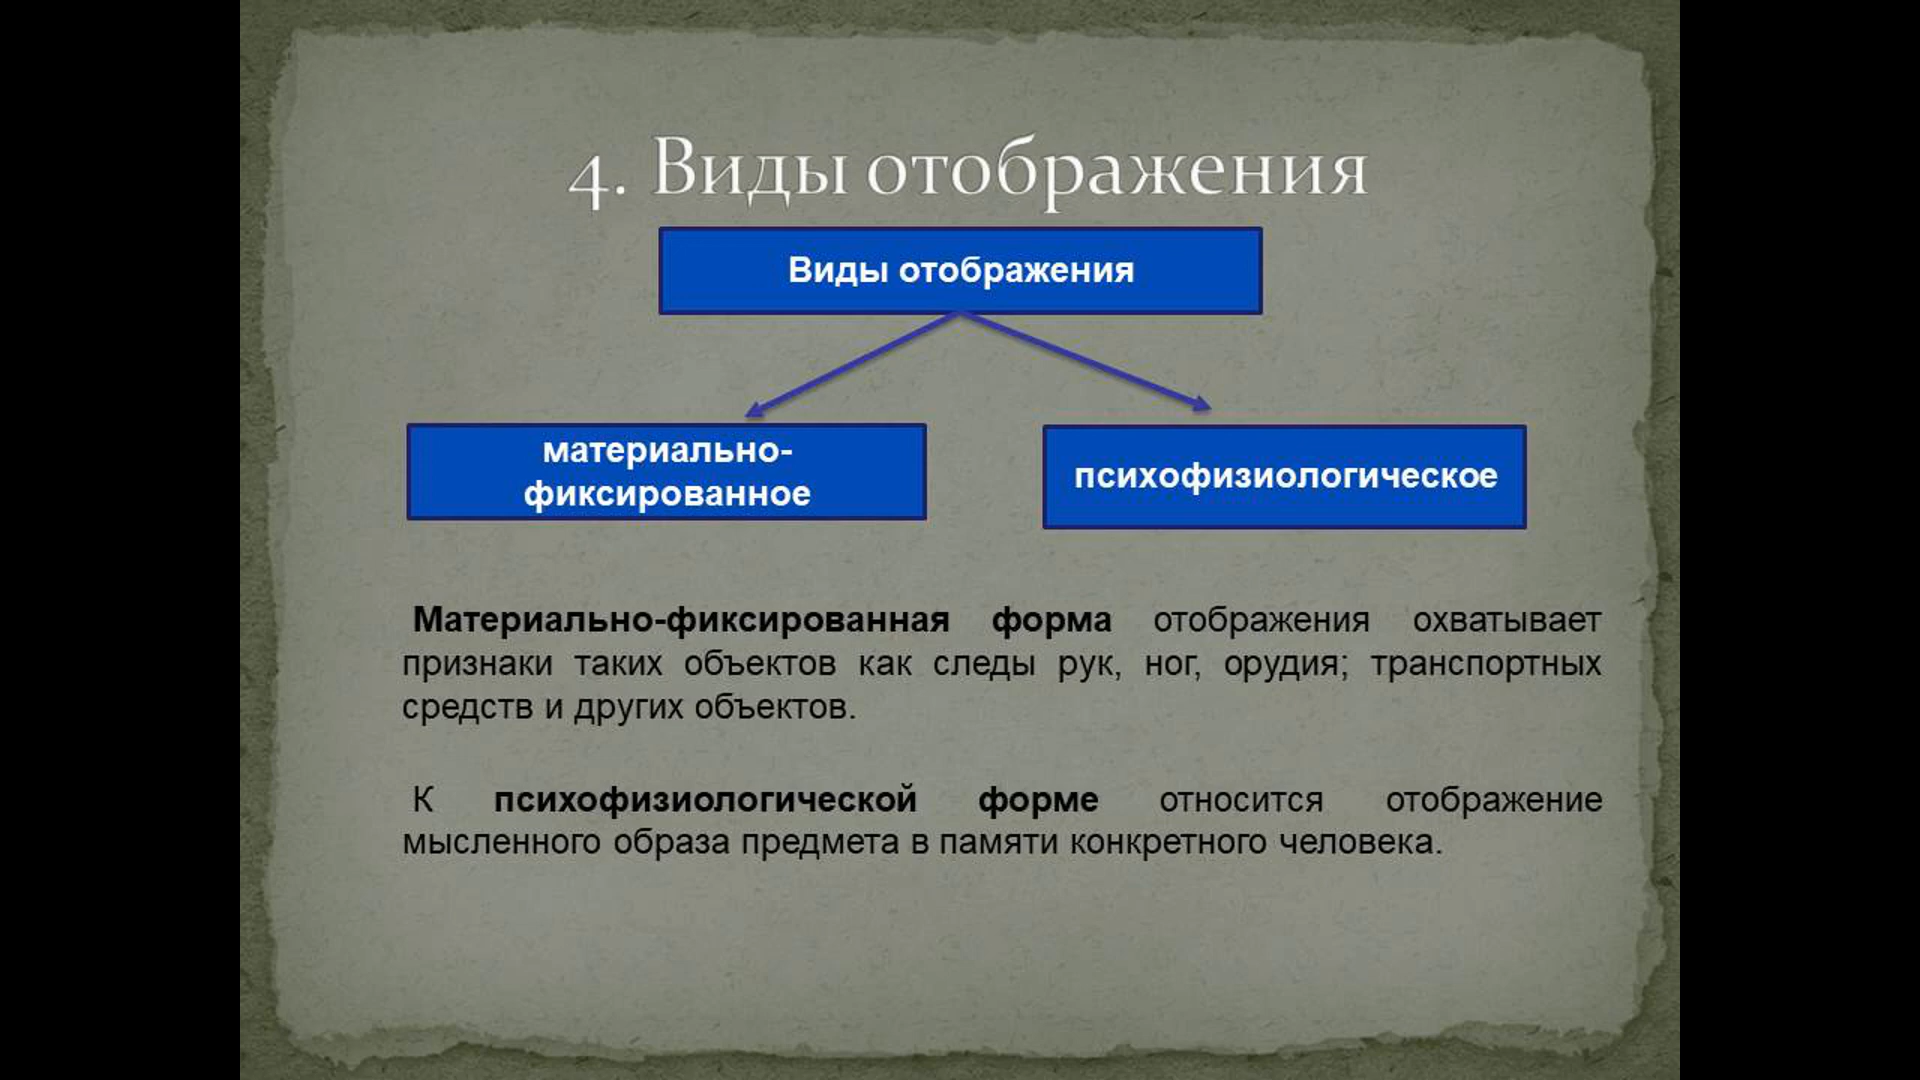 4. Виды отображения
Виды отображения
материально-
фиксированное
психофизиологическое
Материально-фиксированная форма отображения охватывает
признаки таких объектов как следы рук, ног, орудия; транспортных
средств и других объектов.
К психофизиологической форме относится отображение
мысленного образа предмета в памяти конкретного человека.